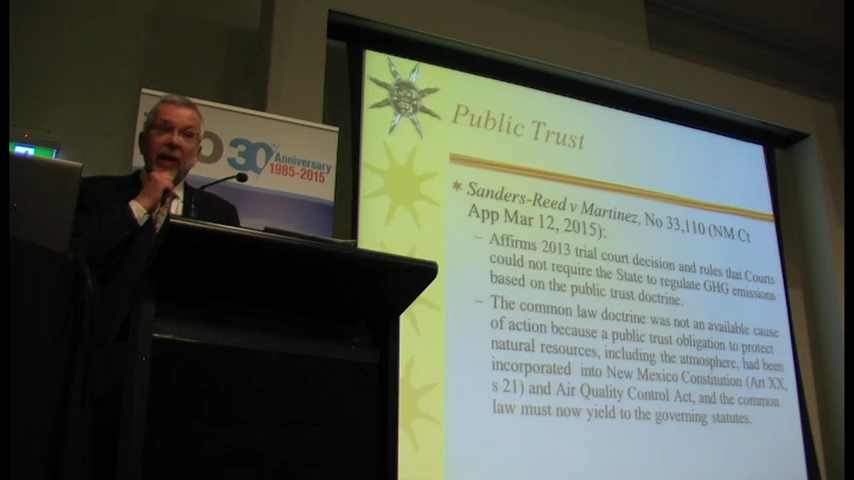 O 30
Anniversary
1985-2015
Public Trust
Sanders-Reed v Martinez, No 33,110 (NM Ct
App Mar 12, 2015):
– Affirms 2013 trial court decision and rules that Courts
could not require the State to regulate GHG emissions
based on the public trust doctrine.
– The common law doctrine was not an available cause
of action because a public trust obligation to protect
natural resources, including the atmosphere, had been
incorporated into New Mexico Constitution (Art XX,
s 21) and Air Quality Control Act, and the common
law must now yield to the governing statutes.